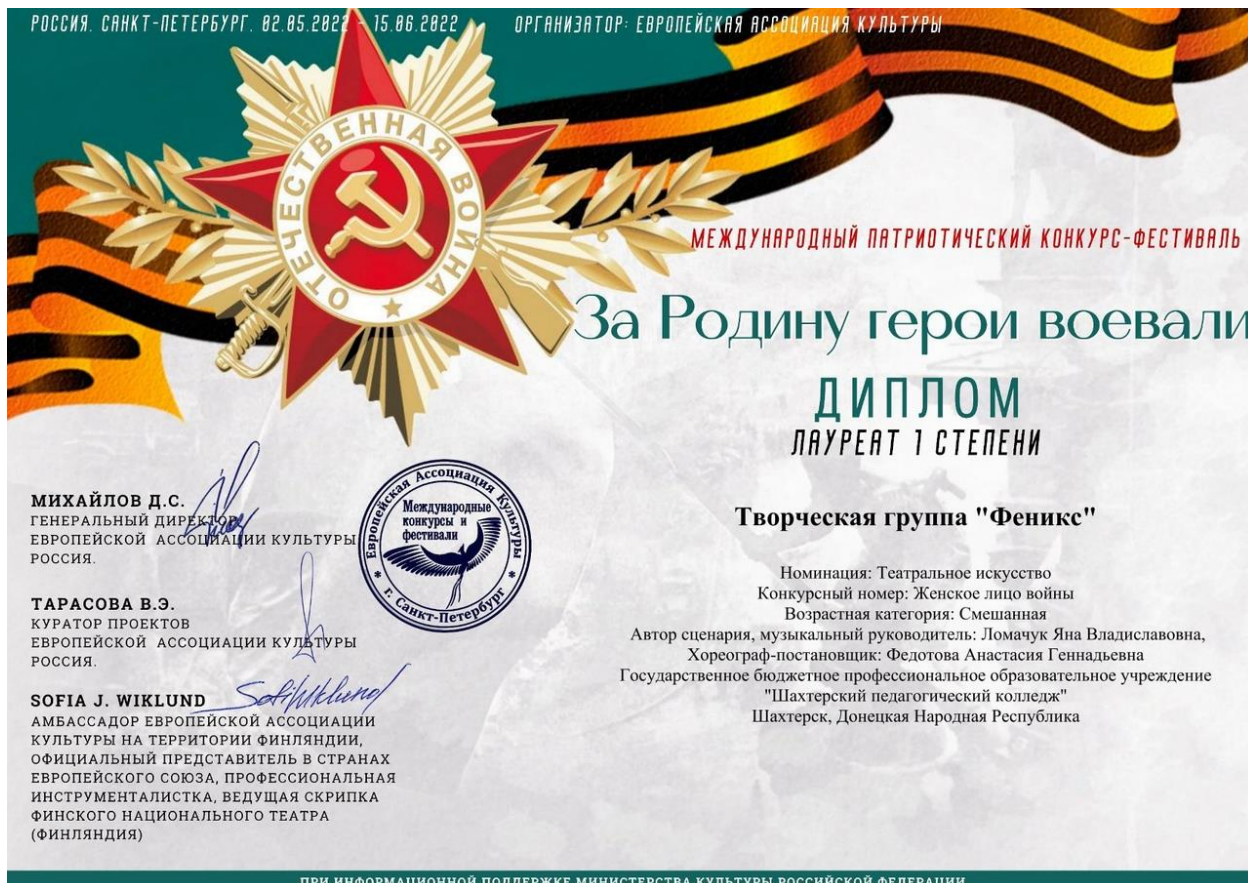 РОССИЯ. САНКТ-ПЕТЕРБУРГ. 02.05.2022 - 15.06.2022 ОРГАНИЗАТОР: ЕВРОПЕЙСКАЯ АССОЦИАЦИЯ КУЛЬТУРЫ
ОТЕЧЕСТВЕННАЯ ВОЙНА
МЕЖДУНАРОДНЫЙ ПАТРИОТИЧЕСКИЙ КОНКУРС-ФЕСТИВАЛЬ
За Родину герои воевали
ДИПЛОМ
ЛАУРЕАТ 1 СТЕПЕНИ
Творческая группа "Феникс"
Номинация: Театральное искусство
Конкурсный номер: Женское лицо войны
Возрастная категория: Смешанная
Автор сценария, музыкальный руководитель: Ломачук Яна Владиславовна,
Хореограф-постановщик: Федотова Анастасия Геннадьевна
Государственное бюджетное профессиональное образовательное учреждение
"Шахтерский педагогический колледж"
Шахтерск, Донецкая Народная Республика
МИХАЙЛОВ Д.С.
ГЕНЕРАЛЬНЫЙ ДИРЕКТОР
ЕВРОПЕЙСКОЙ АССОЦИАЦИИ КУЛЬТУРЫ
РОССИЯ.
ТАРАСОВА В.Э.
КУРАТОР ПРОЕКТОВ
ЕВРОПЕЙСКОЙ АССОЦИАЦИИ КУЛЬТУРЫ
РОССИЯ.
SOFIA J. WIKLUND
АМБАССАДОР ЕВРОПЕЙСКОЙ АССОЦИАЦИИ
КУЛЬТУРЫ НА ТЕРРИТОРИИ ФИНЛЯНДИИ,
ОФИЦИАЛЬНЫЙ ПРЕДСТАВИТЕЛЬ В СТРАНАХ
ЕВРОПЕЙСКОГО СОЮЗА, ПРОФЕССИОНАЛЬНАЯ
ИНСТРУМЕНТАЛИСТКА, ВЕДУЩАЯ СКРИПКА
ФИНСКОГО НАЦИОНАЛЬНОГО ТЕАТРА
(ФИНЛЯНДИЯ)
Европейская Ассоциация Культуры
Международные
конкурсы и
фестивали
* г. Санкт-Петербург *
ПРИ ИНФОРМАЦИОННОЙ ПОДДЕРЖКЕ МИНИСТЕРСТВА КУЛЬТУРЫ РОССИЙСКОЙ ФЕДЕРАЦИИ